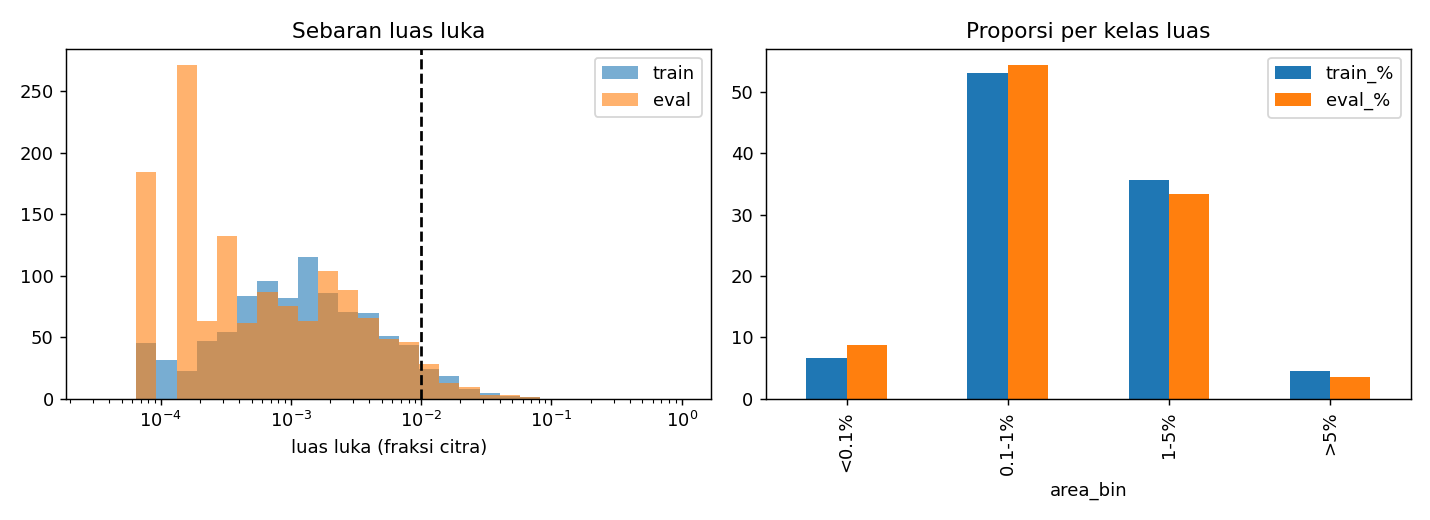 Sebaran luas luka
250
200
150
100
50
0
10⁻⁴
10⁻³
10⁻²
10⁻¹
10⁰
luas luka (fraksi citra)
train
eval
Proporsi per kelas luas
50
40
30
20
10
0
<0.1%
0.1-1%
1-5%
>5%
area_bin
train_%
eval_%